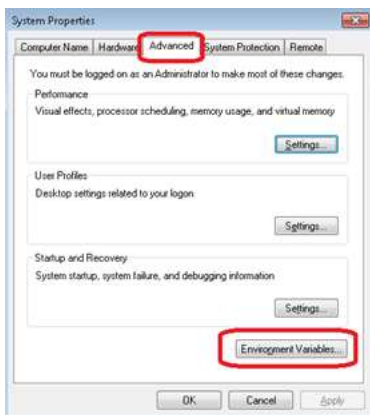 System Properties
Computer Name Hardware Advanced System Protection Remote
You must be logged on as an Administrator to make most of these changes.
Performance
Visual effects, processor scheduling, memory usage, and virtual memory
Settings...
User Profiles
Desktop settings related to your logon
Settings...
Startup and Recovery
System startup, system failure, and debugging information
Settings...
Environment Variables...
OK Cancel Apply